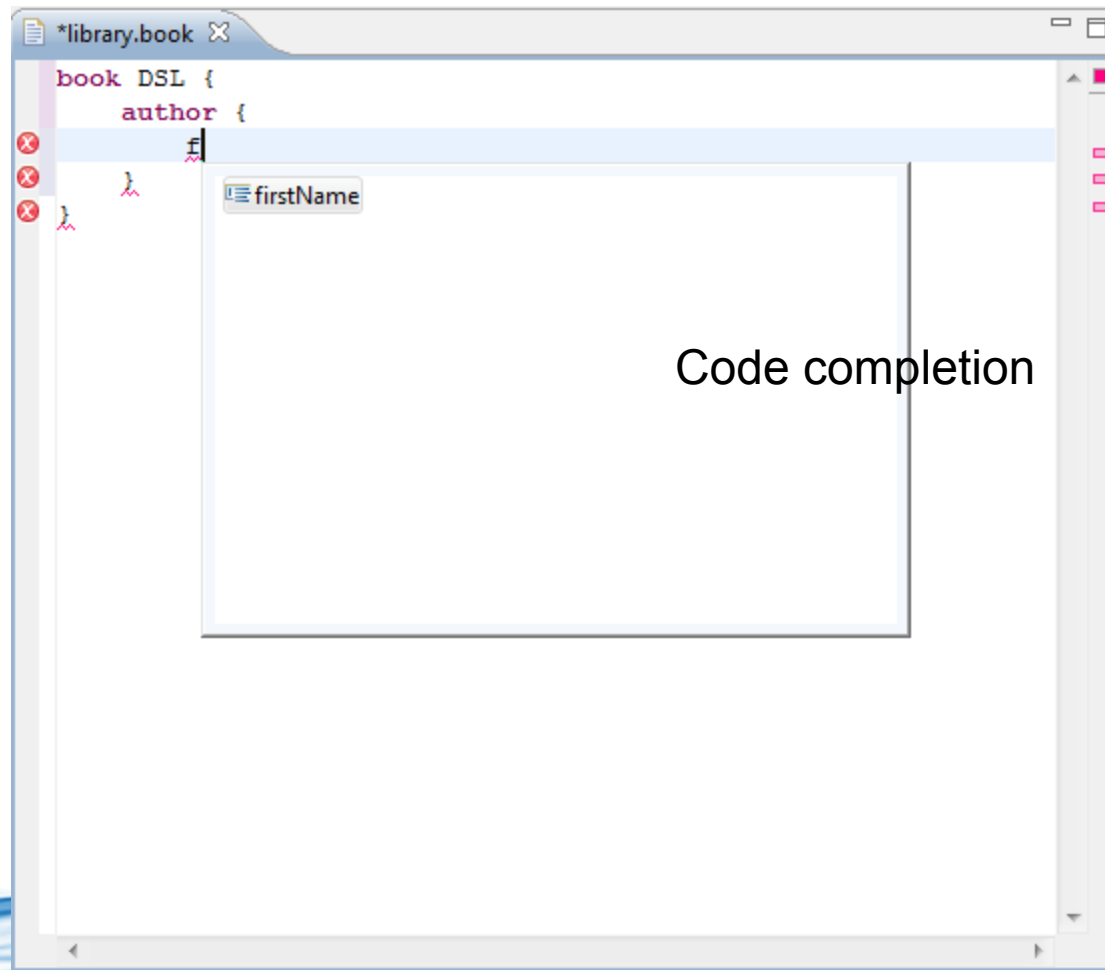 *library.book
book DSL {
author {
f
}
firstName
}
Code completion